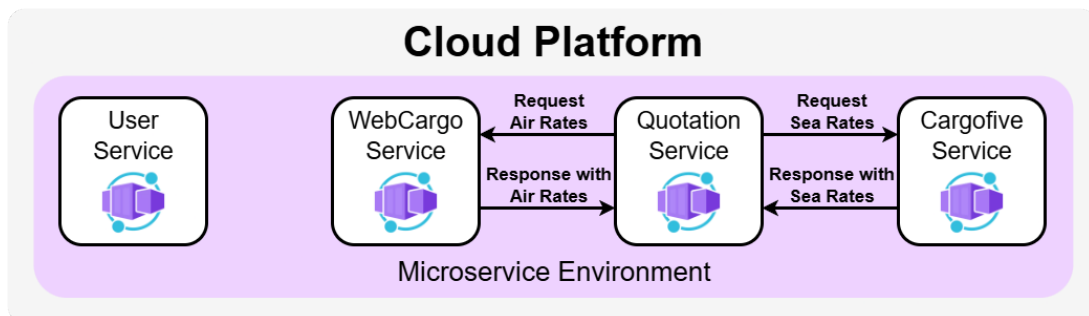 Cloud Platform
User
Service
WebCargo
Service
Request
Air Rates
Response with
Air Rates
Quotation
Service
Request
Sea Rates
Response with
Sea Rates
Cargofive
Service
Microservice Environment